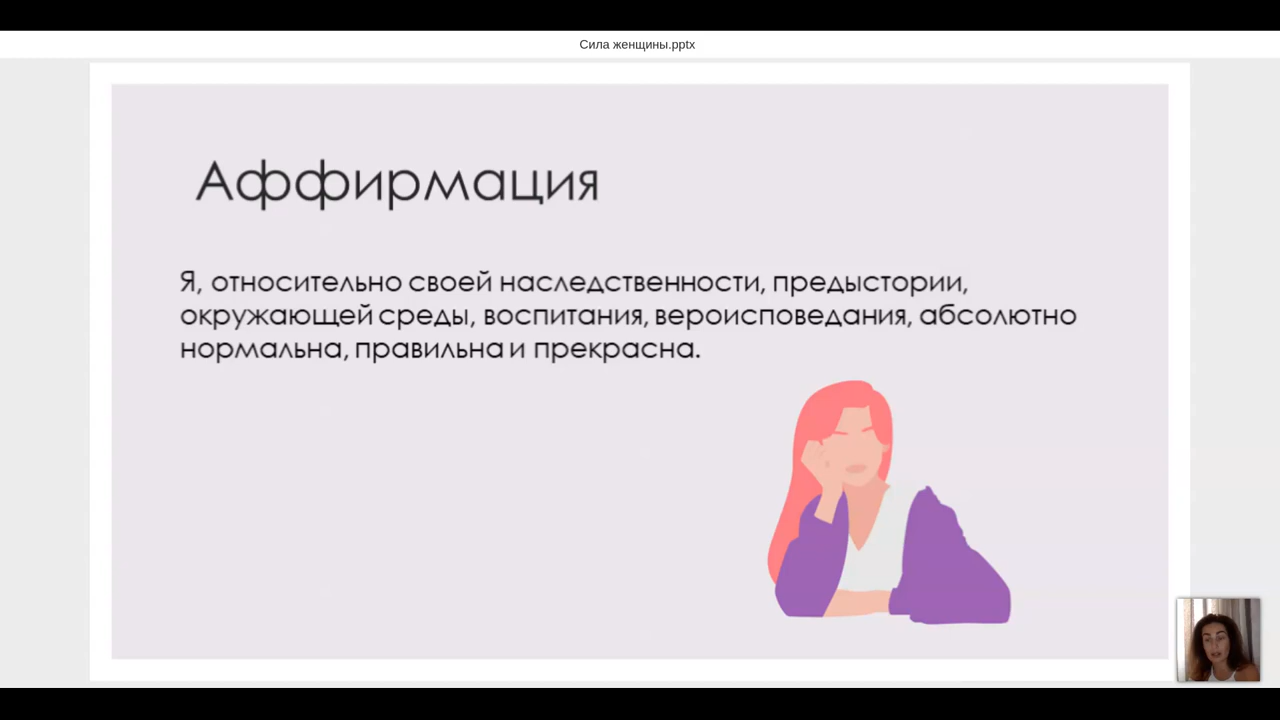 Сила женщины.pptx
Аффирмация
Я, относительно своей наследственности, предыстории,
окружающей среды, воспитания, вероисповедания, абсолютно
нормальна, правильна и прекрасна.